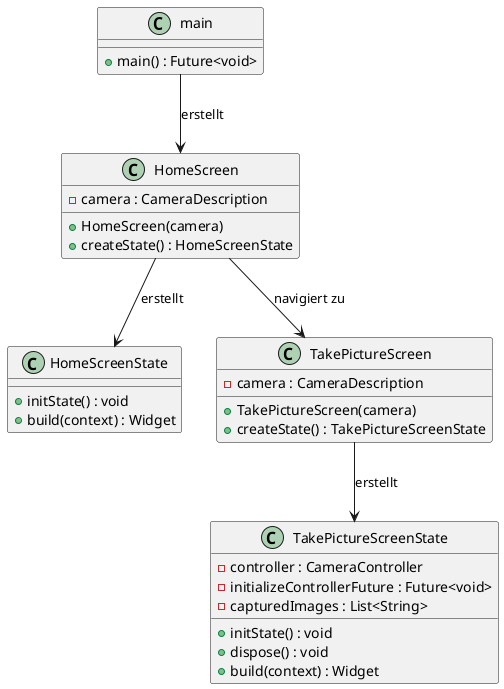 C main
main() : Future<void>
erstellt
C HomeScreen
camera : CameraDescription
HomeScreen(camera)
createState() : HomeScreenState
erstellt
navigiert zu
C HomeScreenState
initState() : void
build(context) : Widget
C TakePictureScreen
camera : CameraDescription
TakePictureScreen(camera)
createState() : TakePictureScreenState
erstellt
C TakePictureScreenState
controller : CameraController
initializeControllerFuture : Future<void>
capturedImages : List<String>
initState() : void
dispose() : void
build(context) : Widget